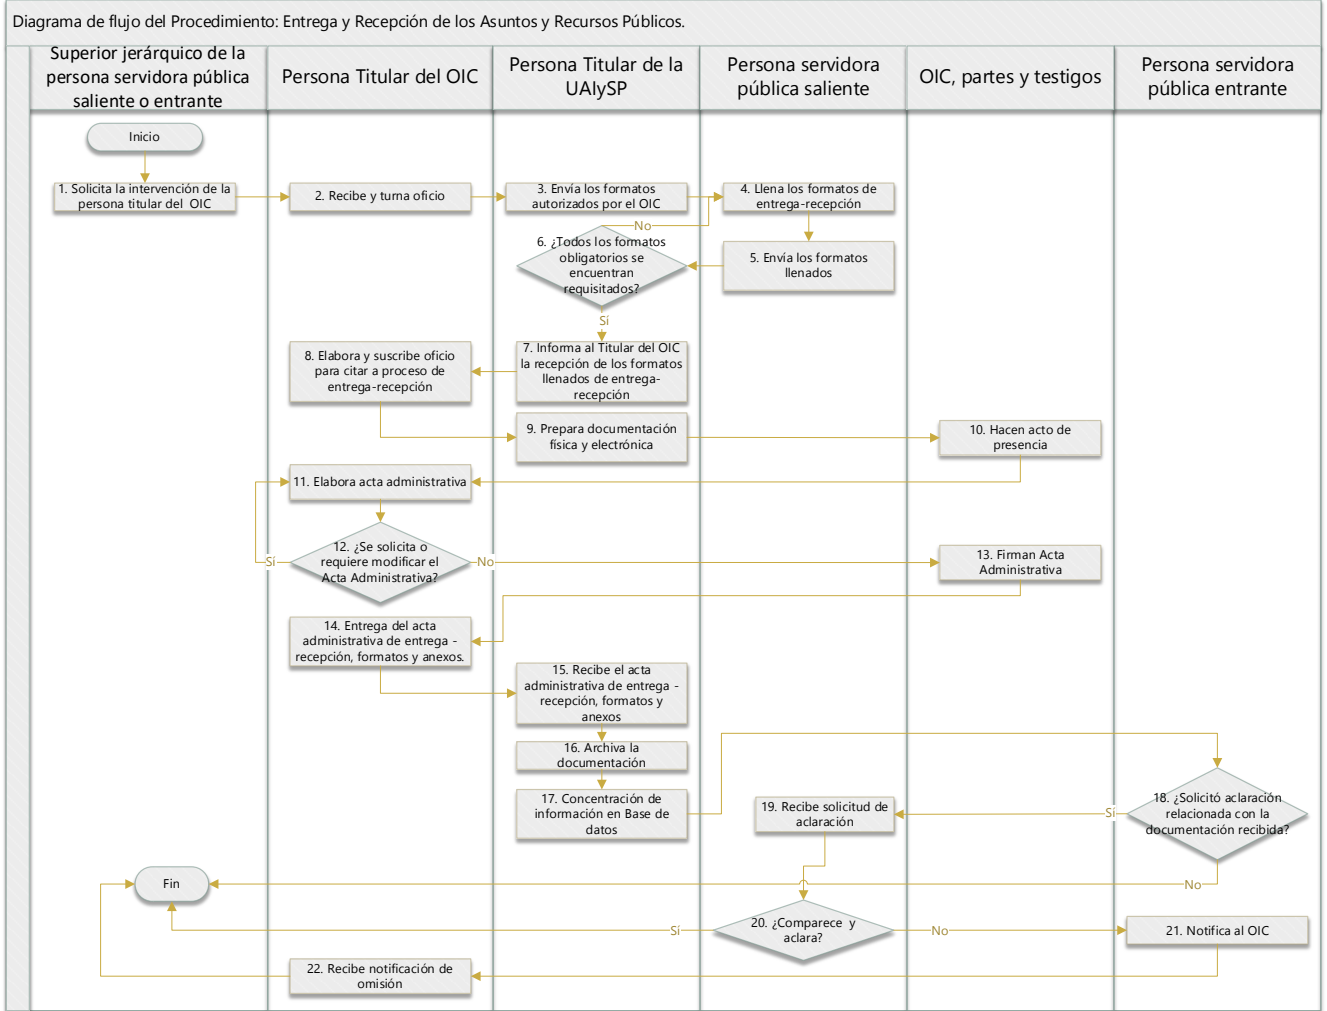 Diagrama de flujo del Procedimiento: Entrega y Recepción de los Asuntos y Recursos Públicos.
Superior jerárquico de la
persona servidora pública
saliente o entrante
Persona Titular del OIC
Persona Titular de la
UAIySP
Persona servidora
pública saliente
OIC, partes y testigos
Persona servidora
pública entrante
Inicio
1. Solicita la intervención de la
persona titular del OIC
2. Recibe y turna oficio
3. Envía los formatos
autorizados por el OIC
4. Llena los formatos de
entrega-recepción
No
6. ¿Todos los formatos
obligatorios se
encuentran
requisitados?
5. Envía los formatos
llenados
Sí
8. Elabora y suscribe oficio
para citar a proceso de
entrega-recepción
7. Informa al Titular del OIC
la recepción de los formatos
llenados de entrega-
recepción
9. Prepara documentación
física y electrónica
10. Hacen acto de
presencia
11. Elabora acta administrativa
12. ¿Se solicita o
requiere modificar el
Acta Administrativa?
Sí
No
13. Firman Acta
Administrativa
14. Entrega del acta
administrativa de entrega -
recepción, formatos y anexos.
15. Recibe el acta
administrativa de entrega -
recepción, formatos y
anexos
16. Archiva la
documentación
17. Concentración de
información en Base de
datos
19. Recibe solicitud de
aclaración
Sí
18. ¿Solicitó aclaración
relacionada con la
documentación recibida?
Fin
No
Sí
20. ¿Comparece y
aclara?
No
21. Notifica al OIC
22. Recibe notificación de
omisión